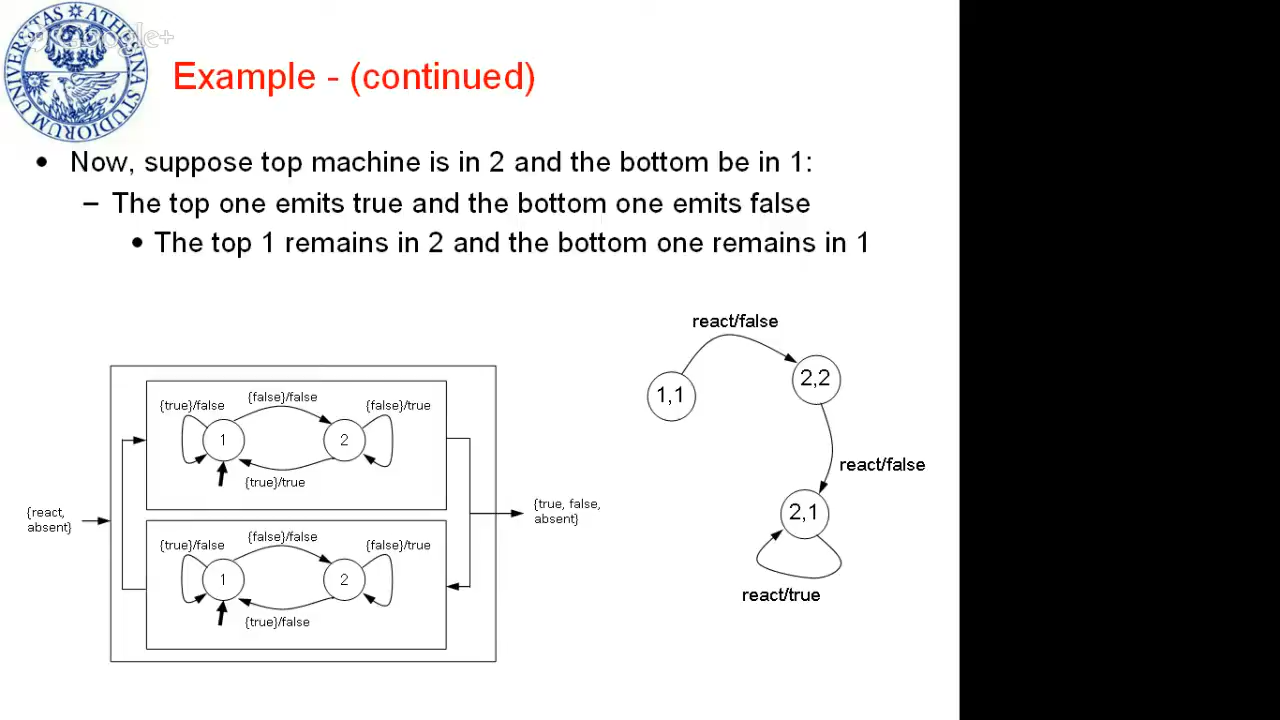 UNIVERSITAS ATHESINA STUDIORUM
Google+
Example - (continued)
• Now, suppose top machine is in 2 and the bottom be in 1:
– The top one emits true and the bottom one emits false
• The top 1 remains in 2 and the bottom one remains in 1
react/false
1,1
2,2
react/false
2,1
react/true
{true}/false
{false}/false
{false}/true
1
2
{true}/true
{react,
absent}
{true, false,
absent}
{true}/false
{false}/false
{false}/true
1
2
{true}/false